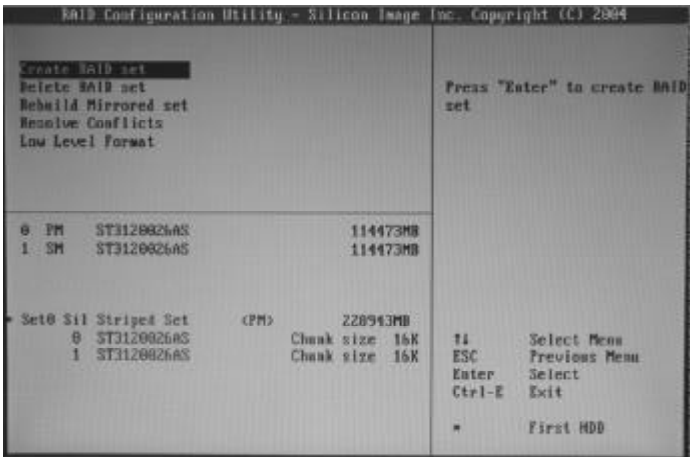 RAID Configuration Utility - Silicon Image Inc. Copyright (C) 2004
Create RAID set
Delete RAID set
Rebuild Mirrored set
Resolve Conflicts
Low Level Format
Press "Enter" to create RAID
set
0 PM ST3120026AS 114473MB
1 SM ST3120026AS 114473MB
* Set0 SiI Striped Set <PM> 228943MB
0 ST3120026AS Chunk size 16K
1 ST3120026AS Chunk size 16K
↑↓ Select Menu
ESC Previous Menu
Enter Select
Ctrl-E Exit
* First HDD